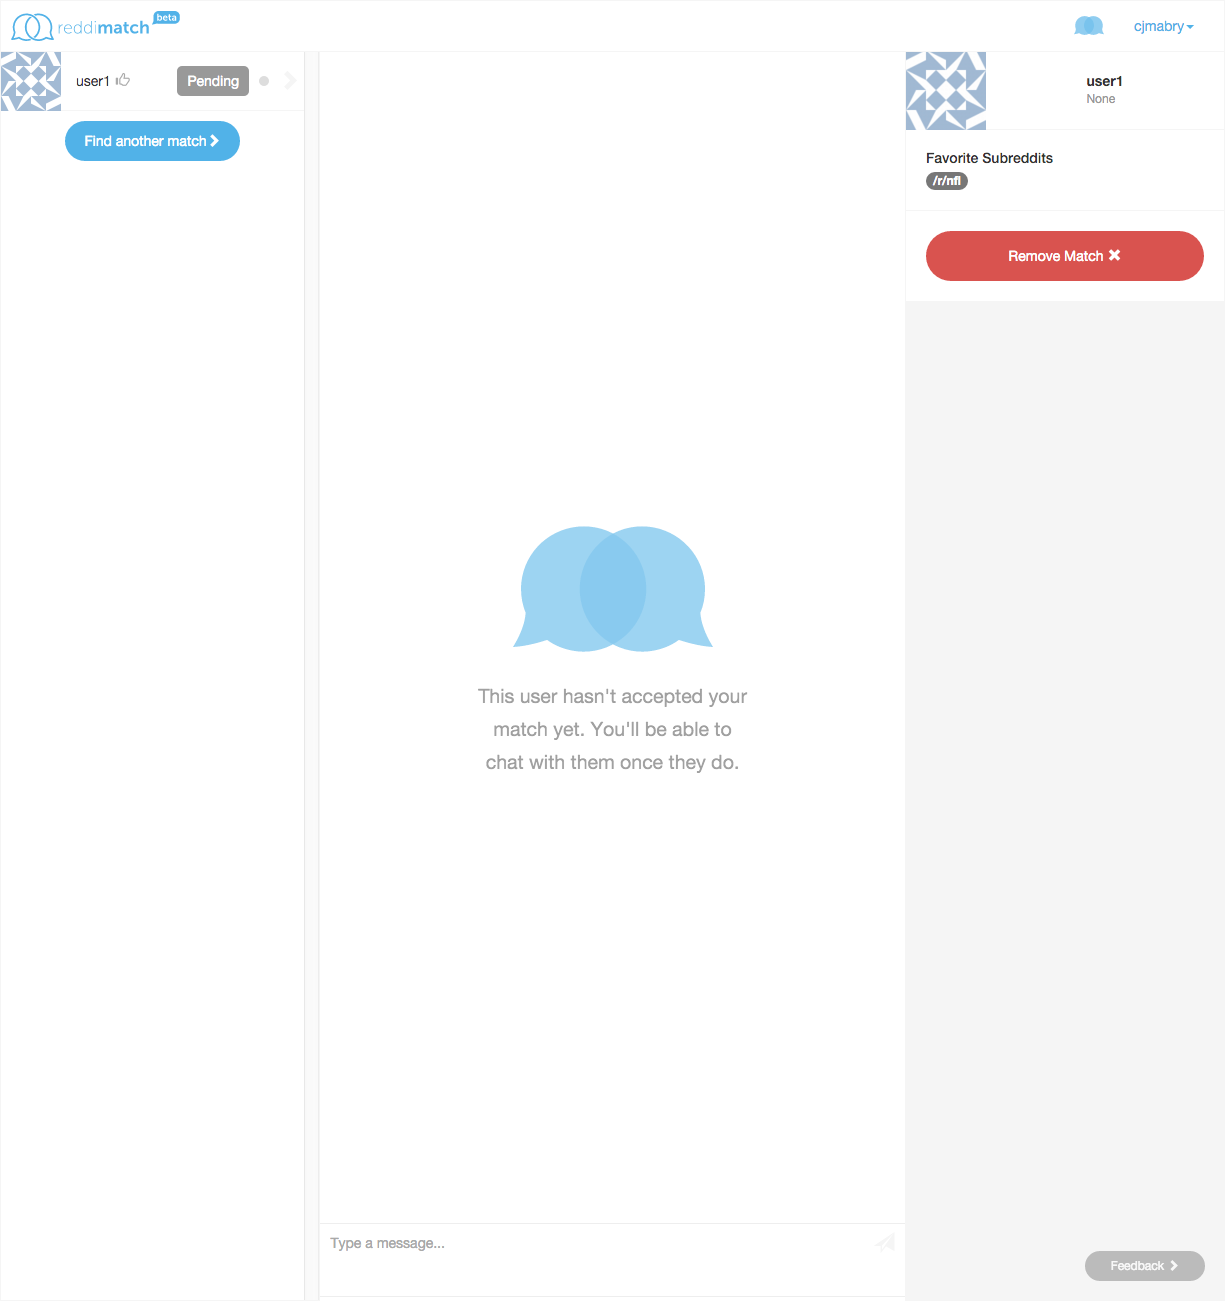 reddimatch beta
cjmabry
user1
Pending
Find another match
This user hasn't accepted your
match yet. You'll be able to
chat with them once they do.
Type a message...
user1
None
Favorite Subreddits
/r/nfl
Remove Match
Feedback